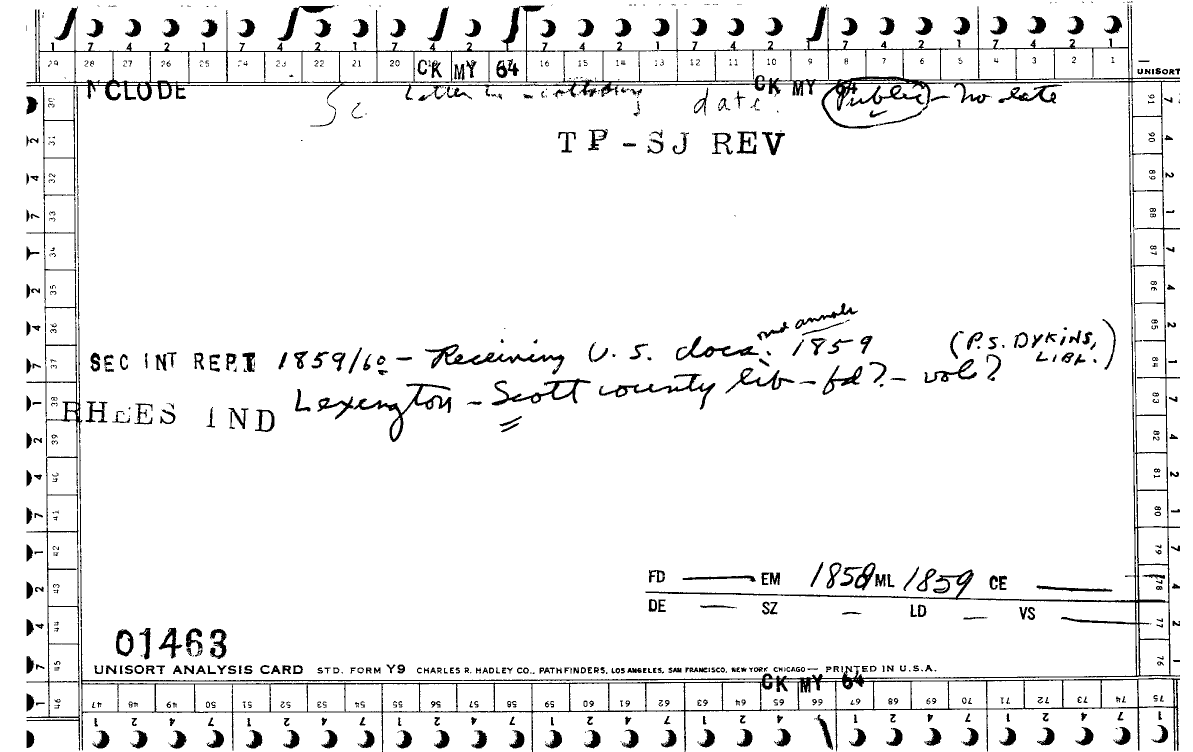 1 7 4 2 1 7 4 2 1 7 4 2 1 7 4 2 1 7 4 2 1 7 4 2 1
29 28 27 26 25 24 23 22 21 20 CK MY 64 16 15 14 13 12 11 10 9 8 7 6 5 4 3 2 1
UNISORT
NCLODE Sc Letter in date. CK MY 64 Public - no date
TP-SJ REV
and annals
SEC INT REPT 1859/60 - Receiving U.S. docs. 1859 (P.S. DYKINS, LIBR.)
RHEES IND Lexington - Scott county lib - fd? - vols?
FD EM 1858 ML 1859 CE
DE SZ LD VS
01463
UNISORT ANALYSIS CARD STD. FORM Y9 CHARLES R. HADLEY CO., PATHFINDERS, LOS ANGELES, SAN FRANCISCO, NEW YORK CHICAGO — PRINTED IN U.S.A.
CK MY 64
30 31 32 33 34 35 36 37 38 39 40 41 42 43 44 45 46
47 48 49 50 51 52 53 54 55 56 57 58 59 60 61 62 63 64 65 66 67 68 69 70 71 72 73 74 75
76 77 78 79 80 81 82 83 84 85 86 87 88 89 90 91